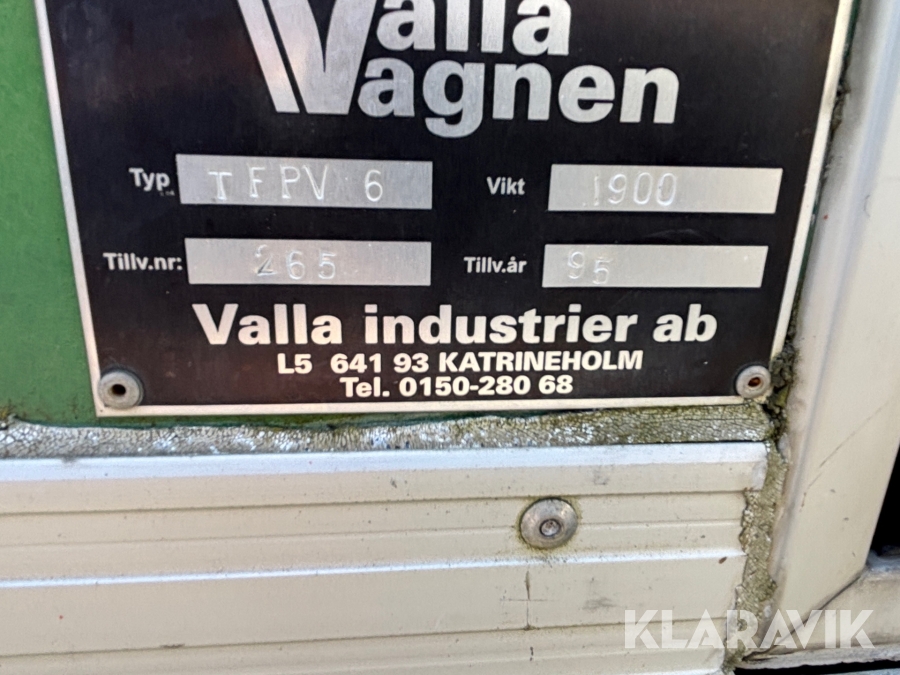 Valla
Vagnen
Typ TFPV 6 Vikt 1900
Tillv.nr: 265 Tillv.år 95
Valla industrier ab
L5 641 93 KATRINEHOLM
Tel. 0150-280 68
KLARAVIK